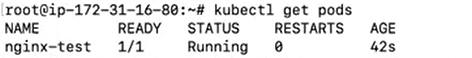 [root@ip-172-31-16-80:~# kubectl get pods
NAME READY STATUS RESTARTS AGE
nginx-test 1/1 Running 0 42s